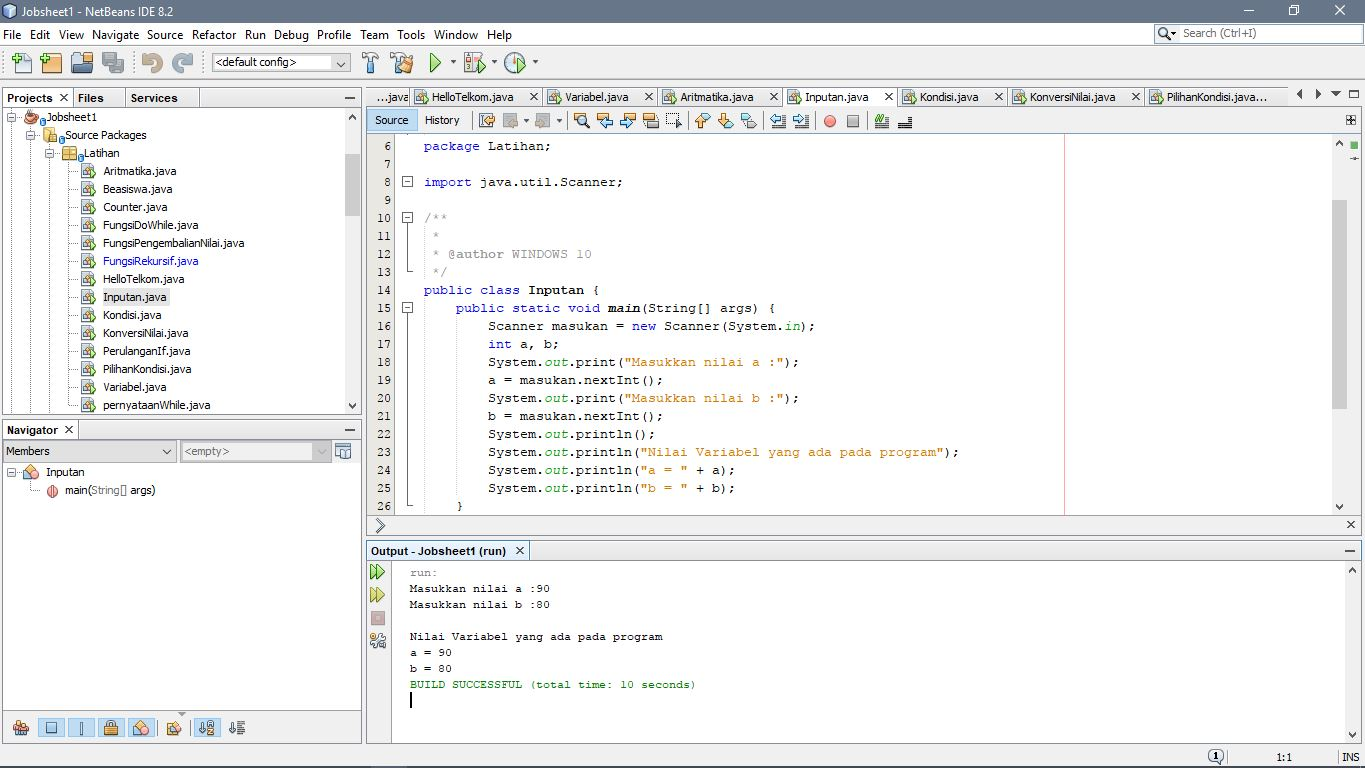 Jobsheet1 - NetBeans IDE 8.2
File Edit View Navigate Source Refactor Run Debug Profile Team Tools Window Help
Search (Ctrl+I)
<default config>
Projects Files Services
Jobsheet1
Source Packages
Latihan
Aritmatika.java
Beasiswa.java
Counter.java
FungsiDoWhile.java
FungsiPengembalianNilai.java
FungsiRekursif.java
HelloTelkom.java
Inputan.java
Kondisi.java
KonversiNilai.java
PerulanganIf.java
PilihanKondisi.java
Variabel.java
pernyataanWhile.java
Navigator
Members <empty>
Inputan
main(String[] args)
...java HelloTelkom.java Variabel.java Aritmatika.java Inputan.java Kondisi.java KonversiNilai.java PilihanKondisi.java...
Source History
6 package Latihan;
7
8 import java.util.Scanner;
9
10 /**
11 *
12 * @author WINDOWS 10
13 */
14 public class Inputan {
15 public static void main(String[] args) {
16 Scanner masukan = new Scanner(System.in);
17 int a, b;
18 System.out.print("Masukkan nilai a :");
19 a = masukan.nextInt();
20 System.out.print("Masukkan nilai b :");
21 b = masukan.nextInt();
22 System.out.println();
23 System.out.println("Nilai Variabel yang ada pada program");
24 System.out.println("a = " + a);
25 System.out.println("b = " + b);
26 }
Output - Jobsheet1 (run)
run:
Masukkan nilai a :90
Masukkan nilai b :80
Nilai Variabel yang ada pada program
a = 90
b = 80
BUILD SUCCESSFUL (total time: 10 seconds)
1 1:1 INS